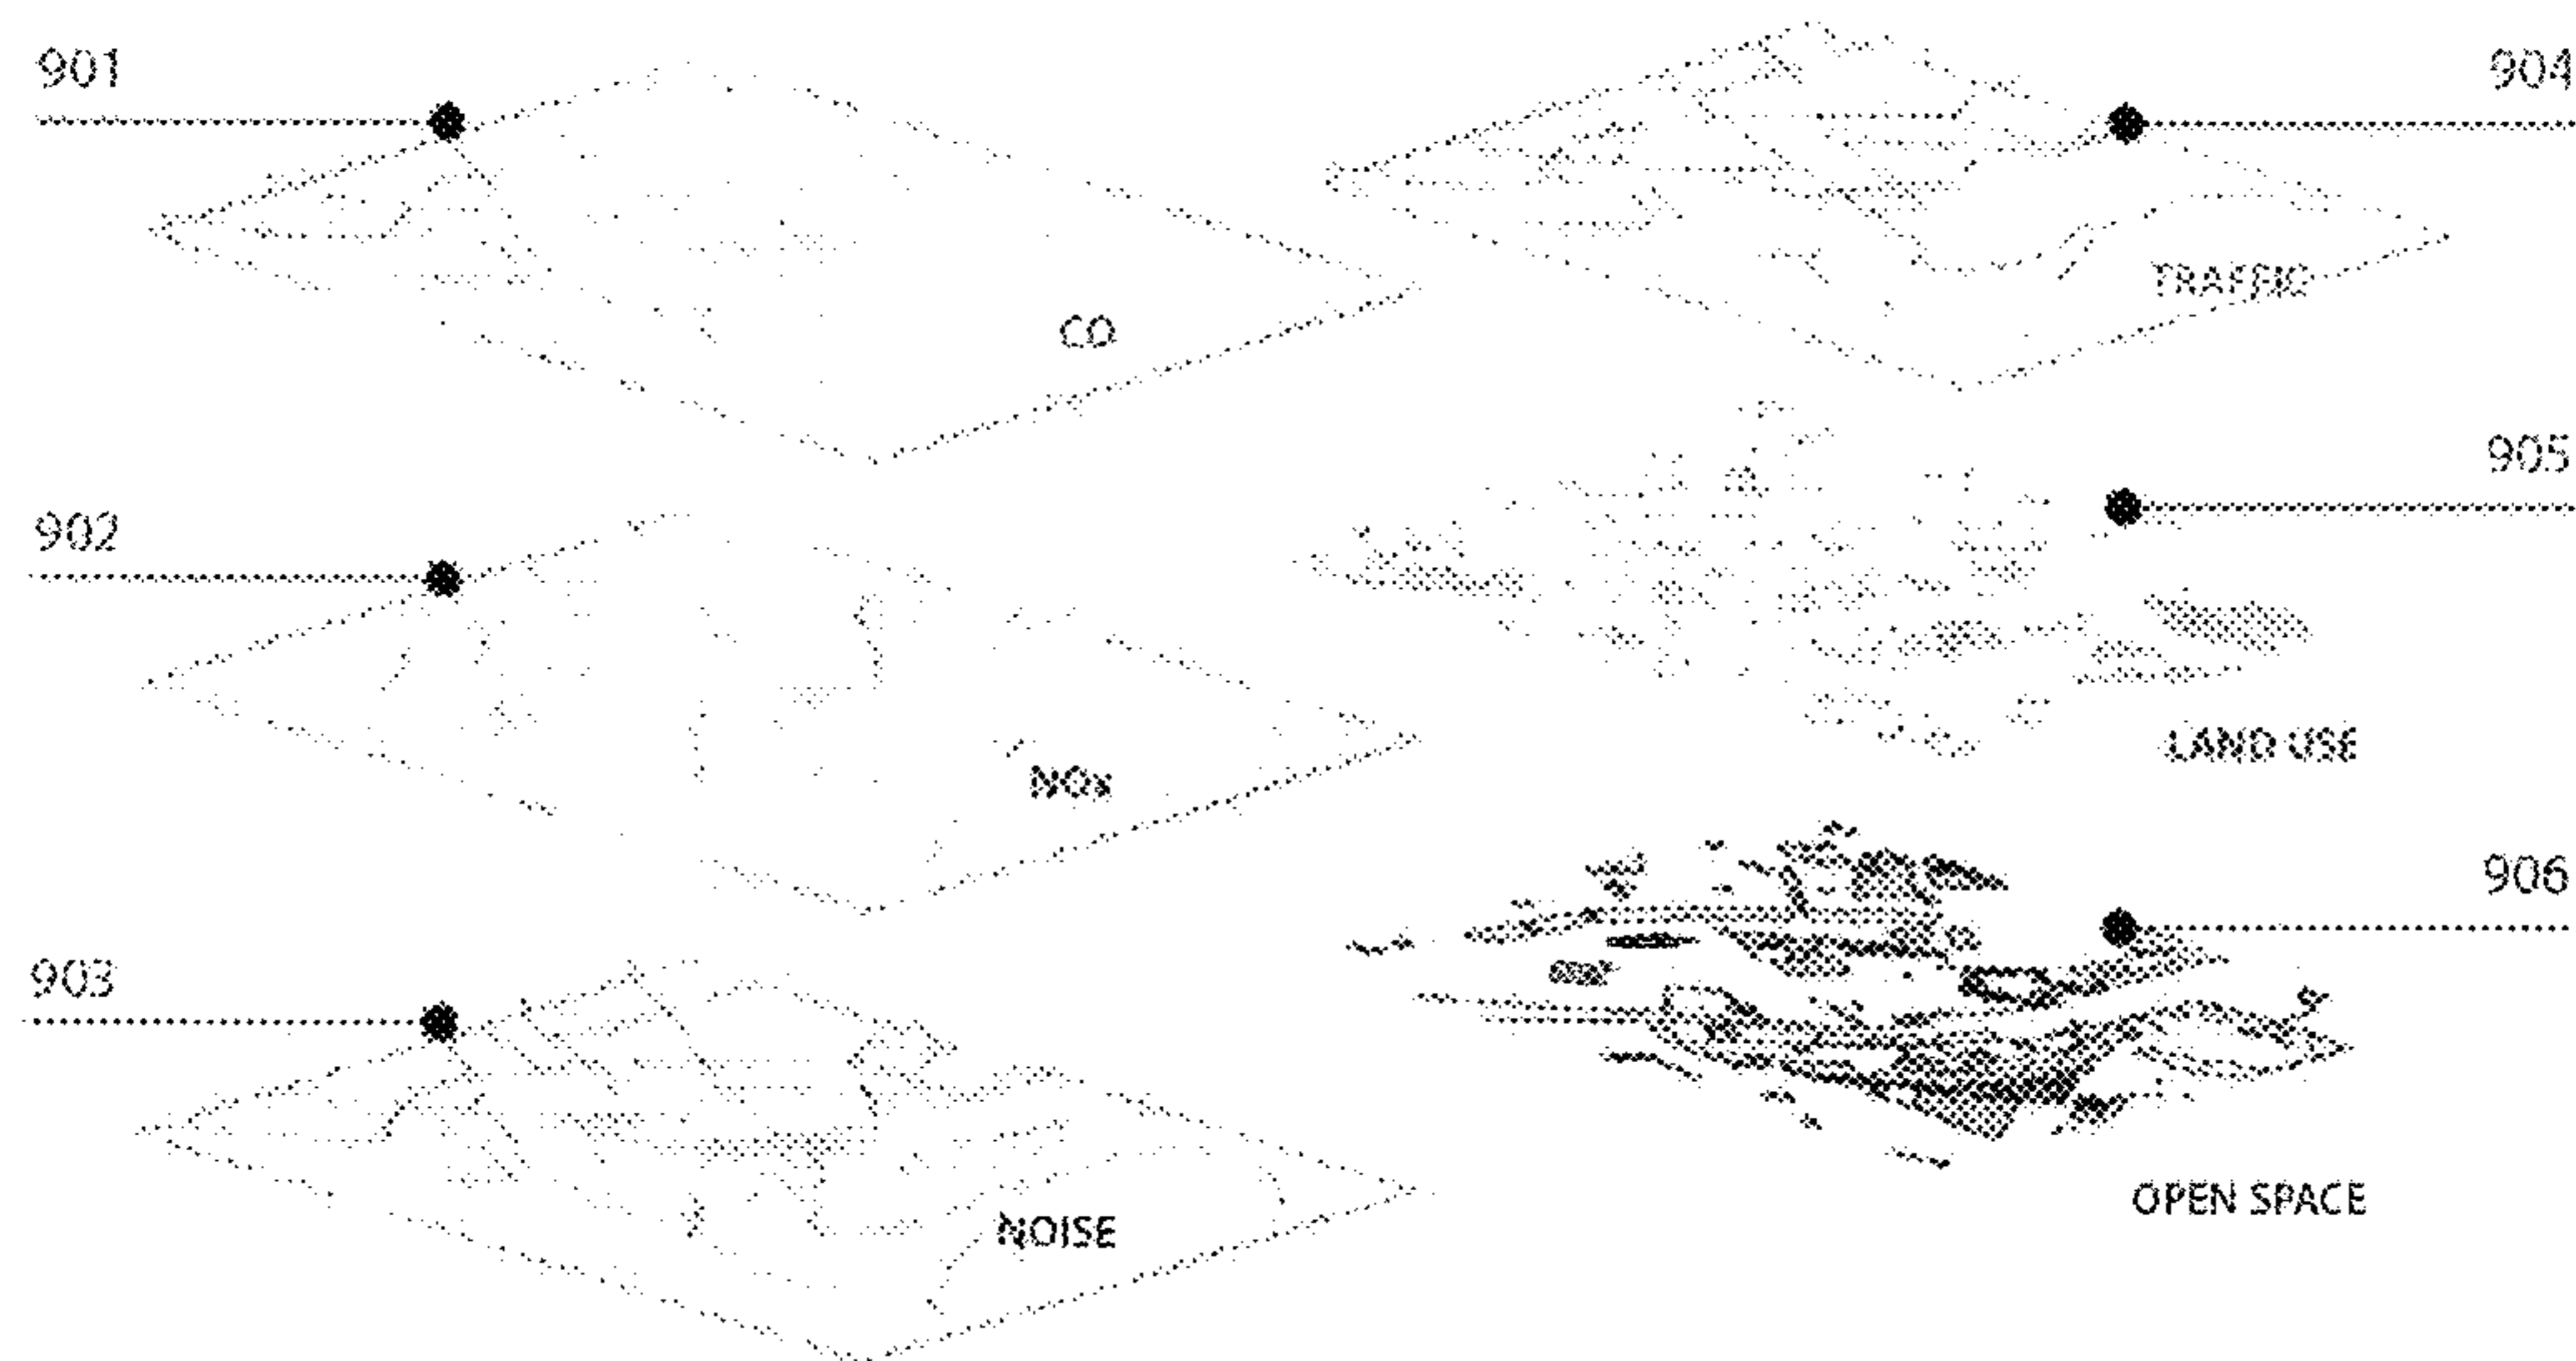 901
CO
902
NOx
903
NOISE
904
TRAFFIC
905
LAND USE
906
OPEN SPACE